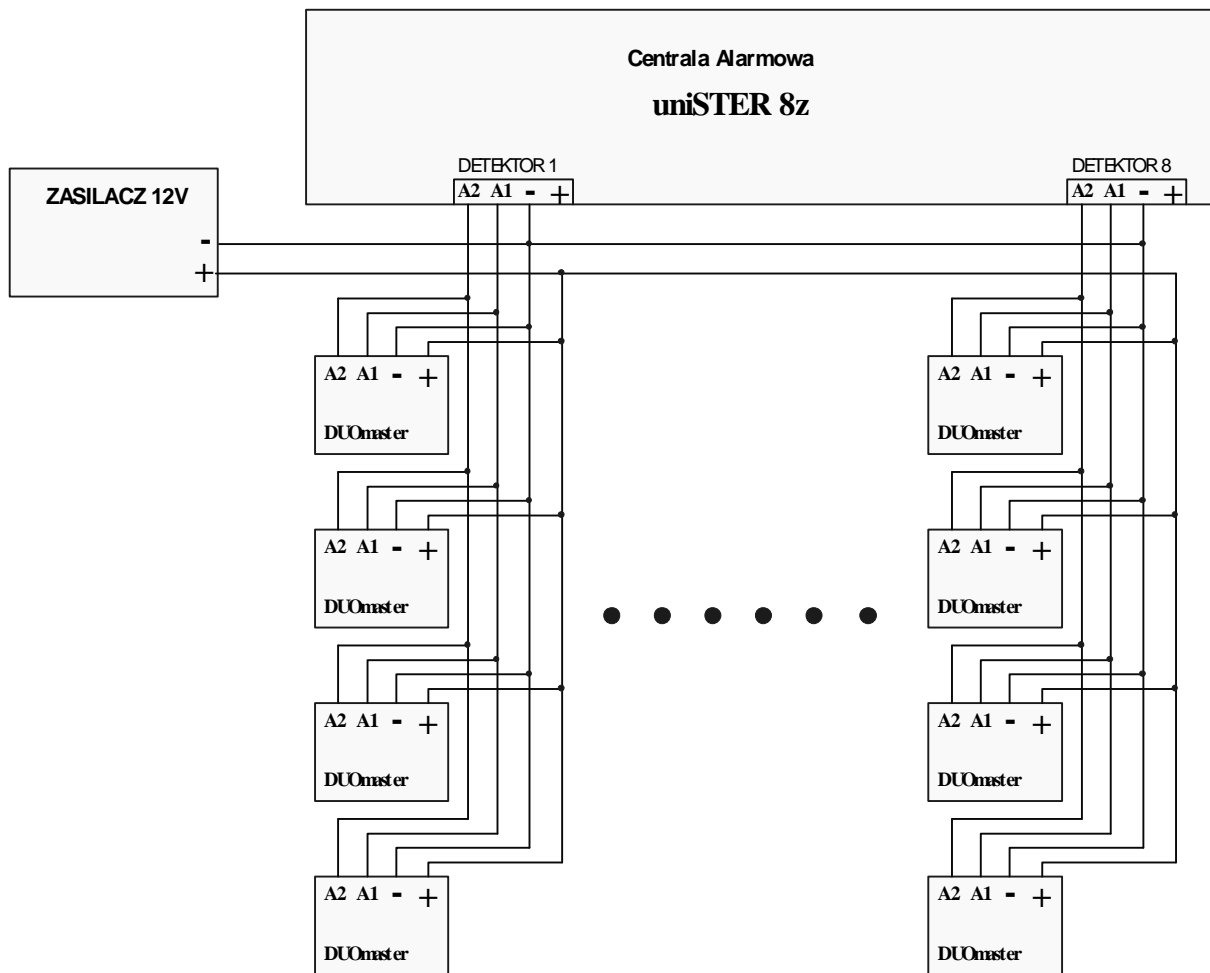 Centrala Alarmowa
uniSTER 8z
DETEKTOR 1
DETEKTOR 8
A2 A1 - +
A2 A1 - +
ZASILACZ 12V
-
+
A2 A1 - +
DUOmaster
A2 A1 - +
DUOmaster
A2 A1 - +
DUOmaster
A2 A1 - +
DUOmaster
A2 A1 - +
DUOmaster
A2 A1 - +
DUOmaster
A2 A1 - +
DUOmaster
A2 A1 - +
DUOmaster